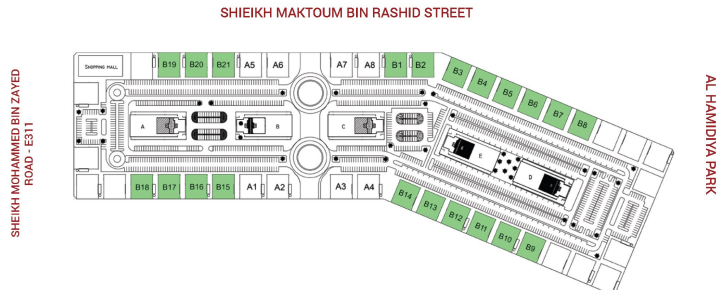 SHIEIKH MAKTOUM BIN RASHID STREET
SHOPPING MALL
B19 B20 B21 A5 A6 A7 A8 B1 B2
B3 B4 B5 B6 B7 B8
SHEIKH MOHAMMED BIN ZAYED
ROAD - E311
AL HAMIDIYA PARK
A B C
E D
B18 B17 B16 B15 A1 A2 A3 A4
B14 B13 B12 B11 B10 B9